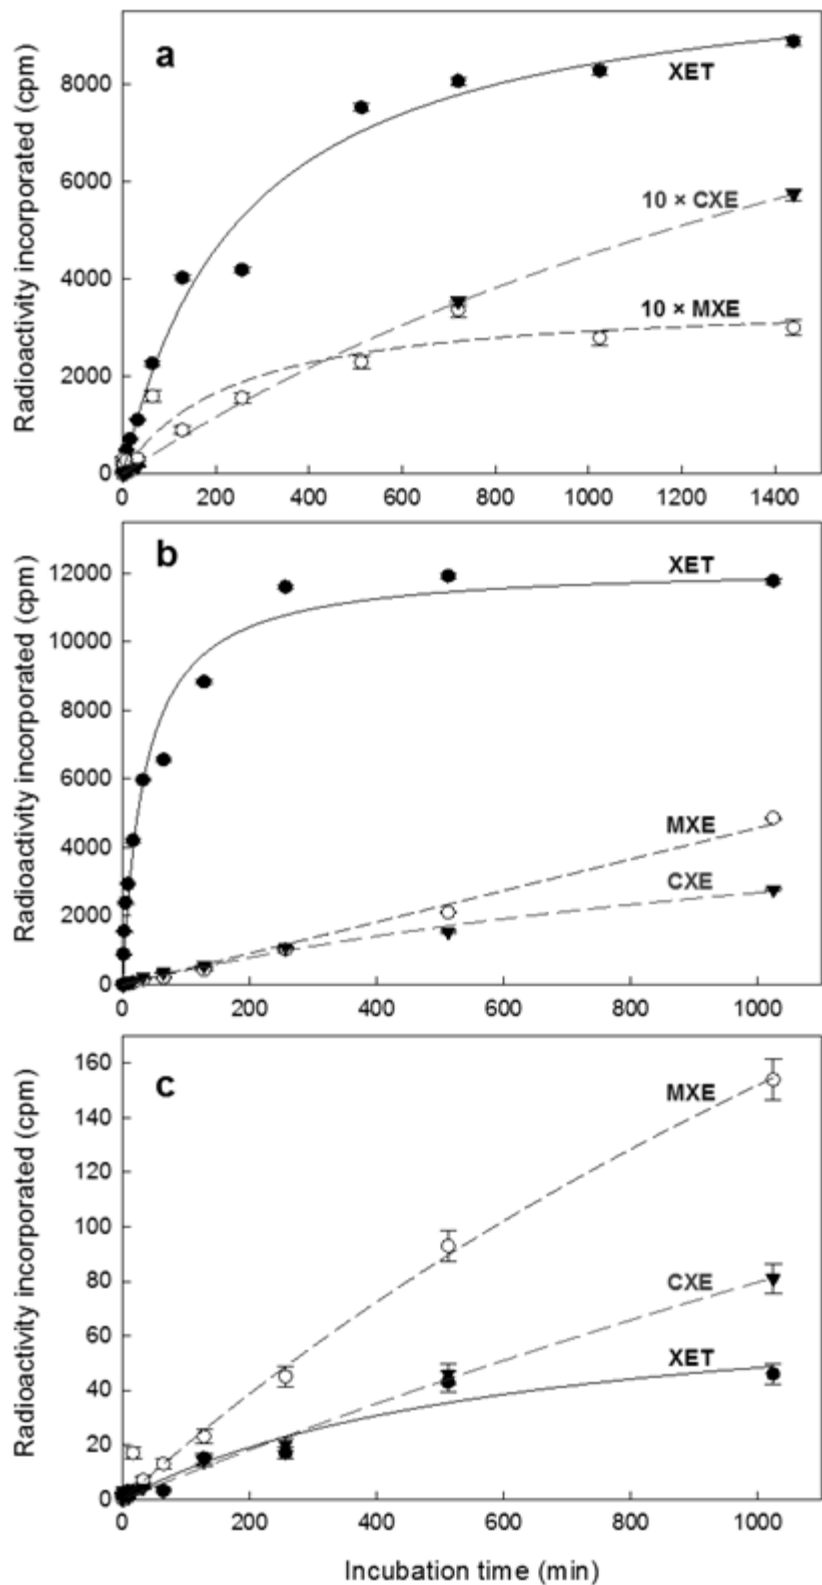 a
Radioactivity incorporated (cpm)
8000
6000
4000
2000
0
XET
10 × CXE
10 × MXE
0 200 400 600 800 1000 1200 1400
b
Radioactivity incorporated (cpm)
12000
10000
8000
6000
4000
2000
0
XET
MXE
CXE
0 200 400 600 800 1000
c
Radioactivity incorporated (cpm)
160
140
120
100
80
60
40
20
0
MXE
CXE
XET
0 200 400 600 800 1000
Incubation time (min)